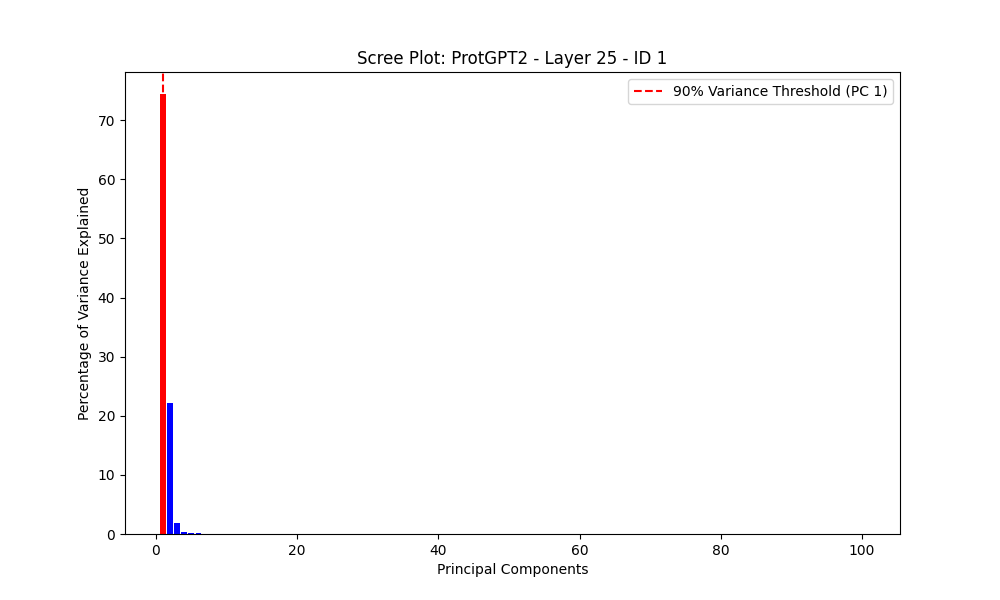 Scree Plot: ProtGPT2 - Layer 25 - ID 1
90% Variance Threshold (PC 1)
Percentage of Variance Explained
70
60
50
40
30
20
10
0
0 20 40 60 80 100
Principal Components